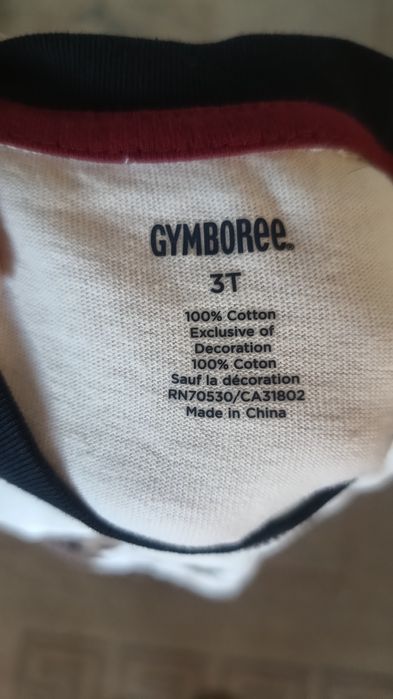 GYMBOREE
3T
100% Cotton
Exclusive of
Decoration
100% Coton
Sauf la décoration
RN70530/CA31802
Made in China